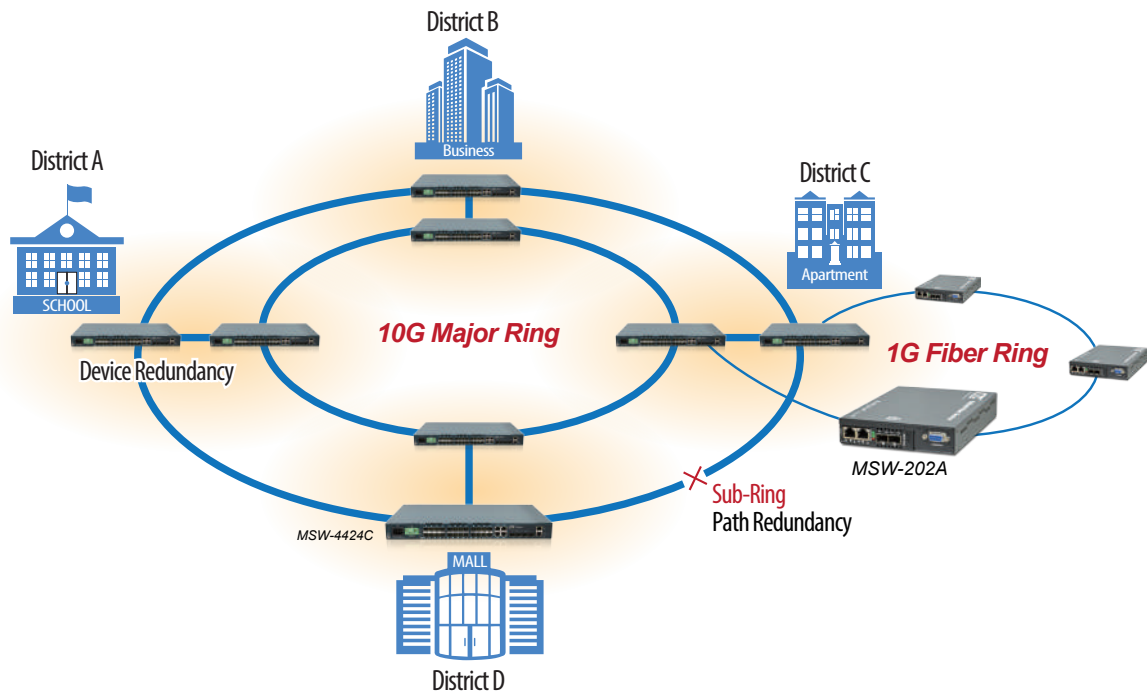 District B
Business
District A
SCHOOL
District C
Apartment
10G Major Ring
1G Fiber Ring
Device Redundancy
MSW-202A
Sub-Ring
Path Redundancy
MSW-4424C
MALL
District D